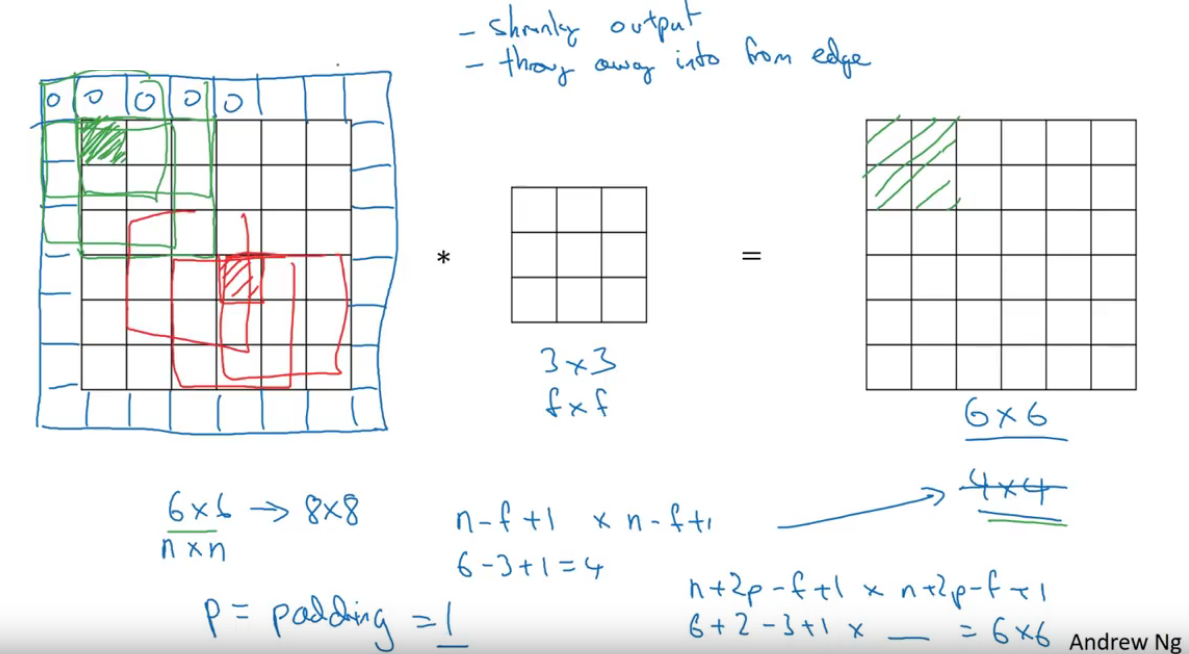 - shrinky output
- throw away info from edge
0 0 0 0 0
* =
3 × 3
f × f
6 × 6
6 × 6 → 8 × 8
n × n
n - f + 1 × n - f + 1
4 × 4
6 - 3 + 1 = 4
n + 2p - f + 1 × n + 2p - f + 1
p = padding = 1
6 + 2 - 3 + 1 × __ = 6 × 6
Andrew Ng